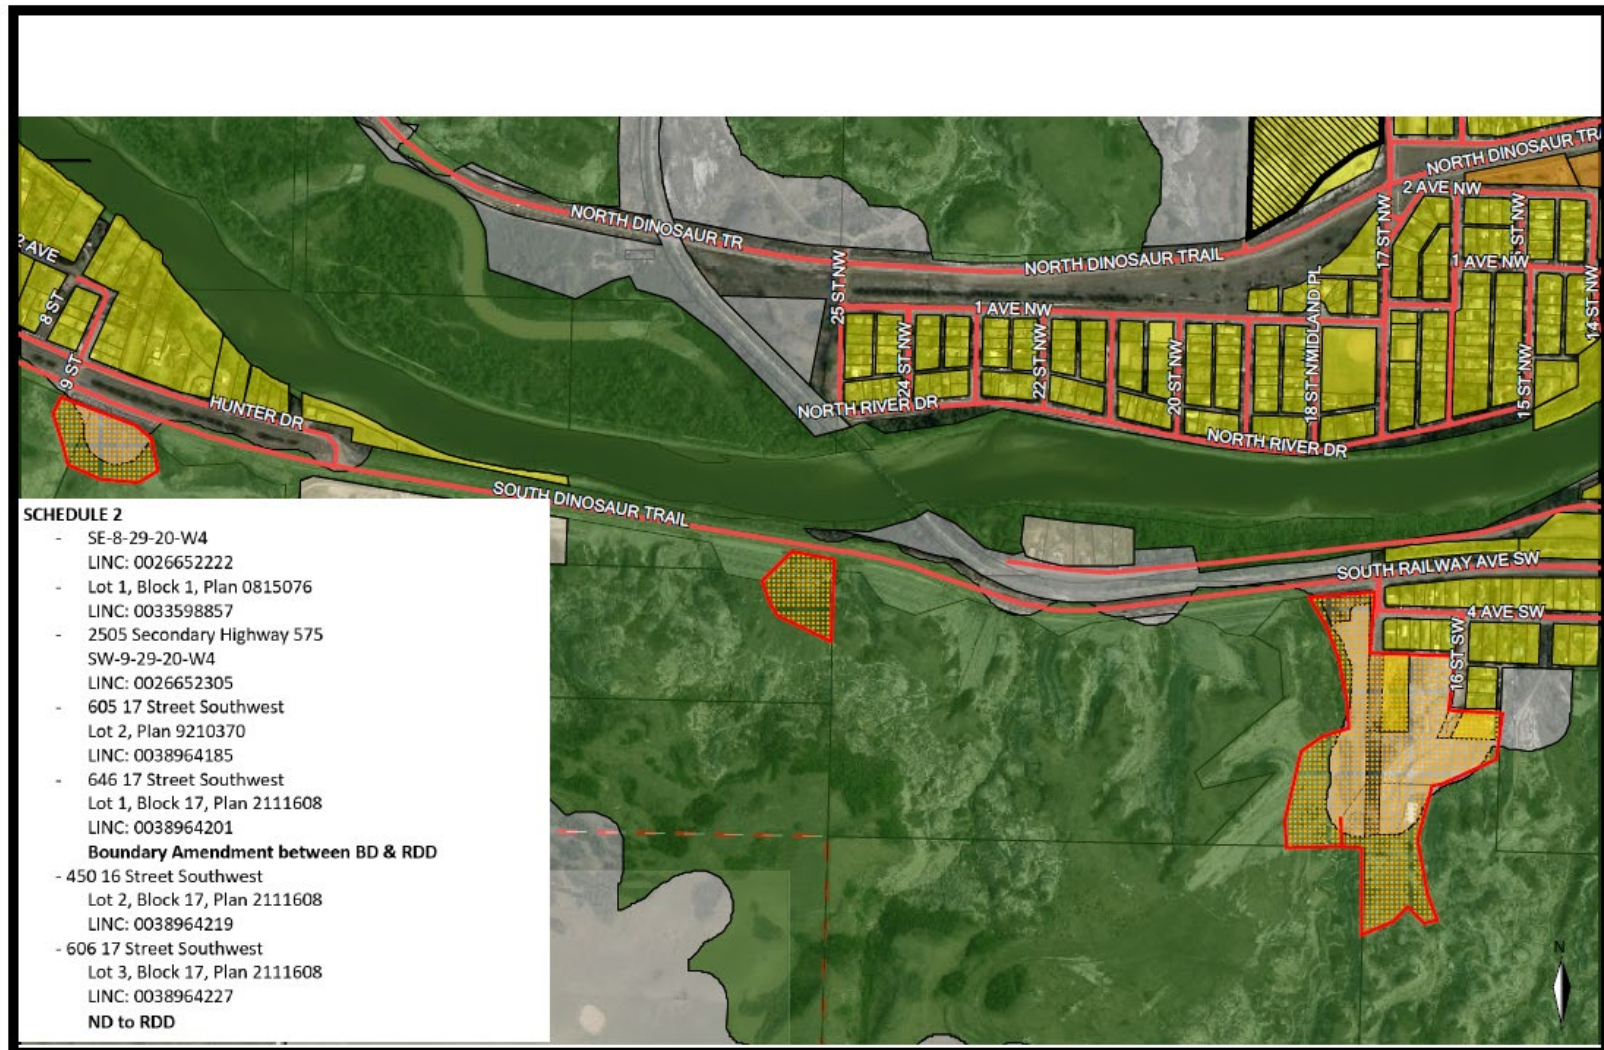 NORTH DINOSAUR TRA
2 AVE NW
NORTH DINOSAUR TR
17 ST NW
ST NW
2 AVE
NORTH DINOSAUR TRAIL
1 AVE NW
25 ST NW
1 AVE NW
14 ST NW
8 ST
24 ST NW
22 ST NW
20 ST NW
18 ST NW
MIDLAND PL
15 ST NW
9 ST
HUNTER DR
NORTH RIVER DR
NORTH RIVER DR
SOUTH DINOSAUR TRAIL
SOUTH RAILWAY AVE SW
4 AVE SW
16 ST SW
SCHEDULE 2
- SE-8-29-20-W4
LINC: 0026652222
- Lot 1, Block 1, Plan 0815076
LINC: 0033598857
- 2505 Secondary Highway 575
SW-9-29-20-W4
LINC: 0026652305
- 605 17 Street Southwest
Lot 2, Plan 9210370
LINC: 0038964185
- 646 17 Street Southwest
Lot 1, Block 17, Plan 2111608
LINC: 0038964201
Boundary Amendment between BD & RDD
- 450 16 Street Southwest
Lot 2, Block 17, Plan 2111608
LINC: 0038964219
- 606 17 Street Southwest
Lot 3, Block 17, Plan 2111608
LINC: 0038964227
ND to RDD
N